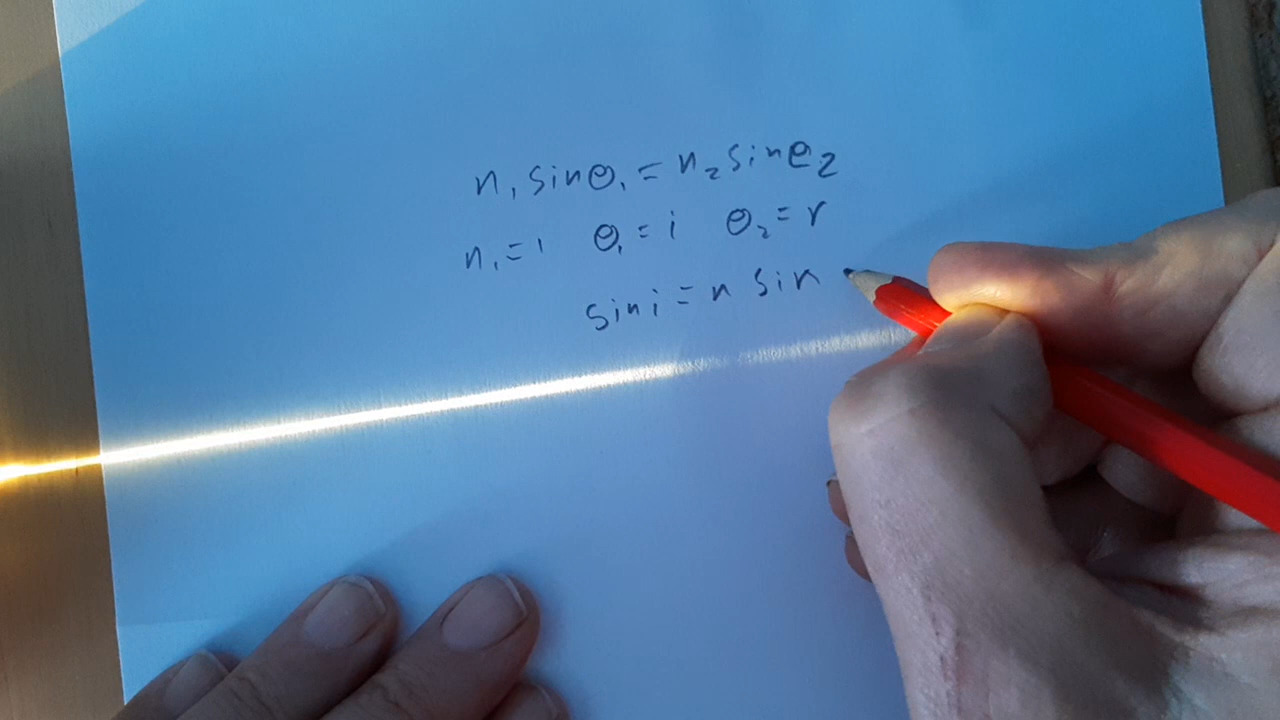 n₁ sinθ₁ = n₂ sinθ₂
n₁ = 1 θ₁ = i θ₂ = r
sin i = n sin